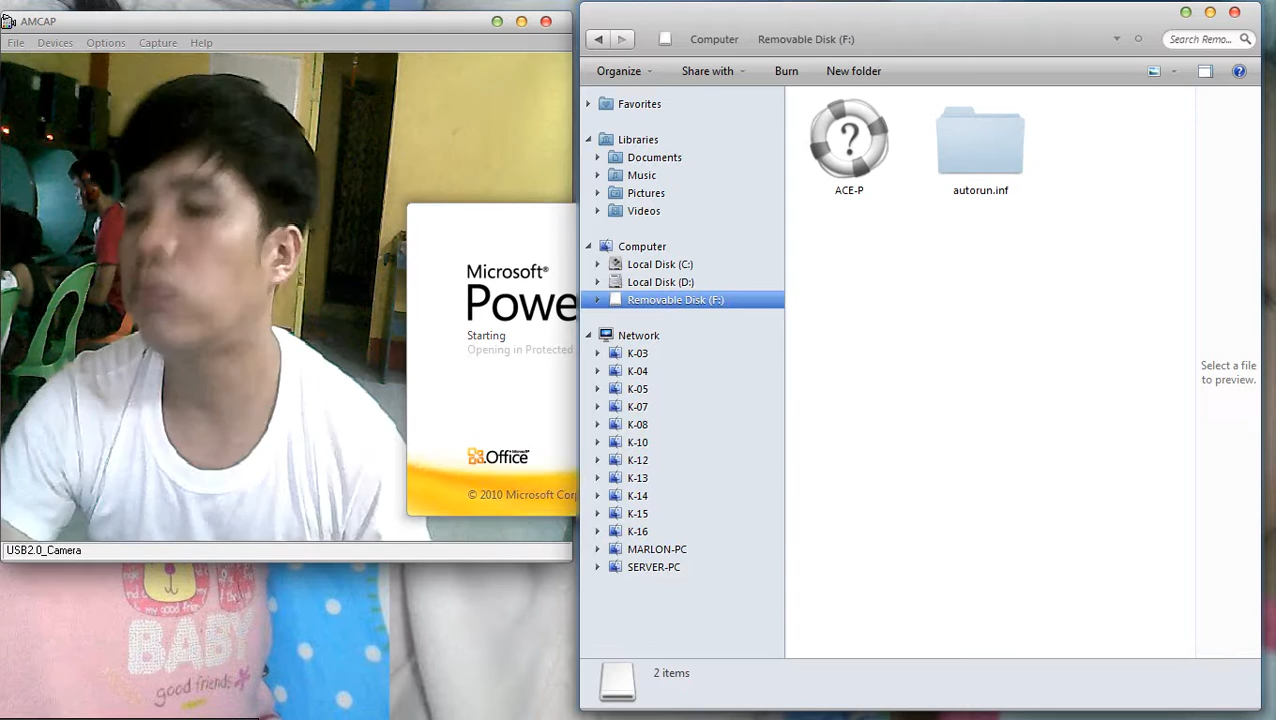 AMCAP
File Devices Options Capture Help
Microsoft®
Powe
Starting
Opening in Protected
Office
© 2010 Microsoft Corp
USB2.0_Camera
BABY
good friends
Computer Removable Disk (F:)
Search Remo...
Organize Share with Burn New folder
Favorites
Libraries
Documents
Music
Pictures
Videos
Computer
Local Disk (C:)
Local Disk (D:)
Removable Disk (F:)
Network
K-03
K-04
K-05
K-07
K-08
K-10
K-12
K-13
K-14
K-15
K-16
MARLON-PC
SERVER-PC
?
ACE-P
autorun.inf
Select a file
to preview.
2 items